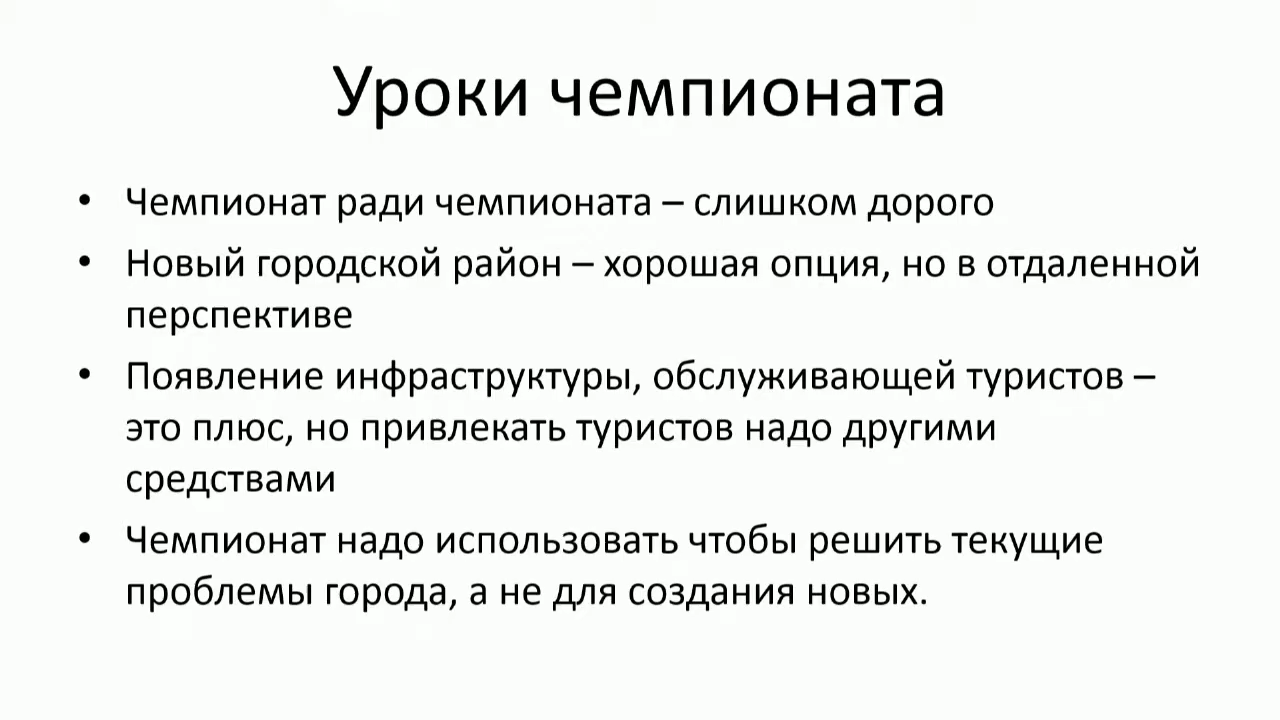 Уроки чемпионата
• Чемпионат ради чемпионата – слишком дорого
• Новый городской район – хорошая опция, но в отдаленной
перспективе
• Появление инфраструктуры, обслуживающей туристов –
это плюс, но привлекать туристов надо другими
средствами
• Чемпионат надо использовать чтобы решить текущие
проблемы города, а не для создания новых.